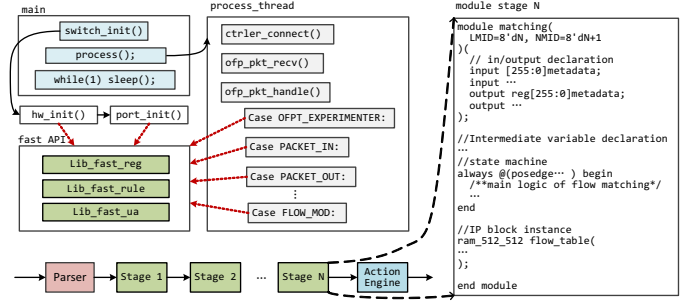 main
switch_init()
process();
while(1) sleep();
hw_init()
port_init()
fast API
Lib_fast_reg
Lib_fast_rule
Lib_fast_ua
process_thread
ctrler_connect()
ofp_pkt_recv()
ofp_pkt_handle()
Case OFPT_EXPERIMENTER:
Case PACKET_IN:
Case PACKET_OUT:
⋮
Case FLOW_MOD:
Parser
Stage 1
Stage 2
…
Stage N
Action
Engine
module stage N
module matching(
LMID=8'dN, NMID=8'dN+1
)(
// in/output declaration
input [255:0]metadata;
input …
output reg[255:0]metadata;
output …
);
//Intermediate variable declaration
…
//state machine
always @(posedge… ) begin
/**main logic of flow matching*/
…
end
//IP block instance
ram_512_512 flow_table(
…
);
end module